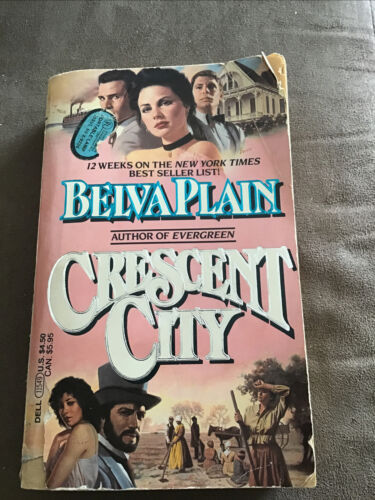 12 WEEKS ON THE NEW YORK TIMES
BEST SELLER LIST!
BELVA PLAIN
AUTHOR OF EVERGREEN
CRESCENT
CITY
DELL 11549 U.S. $4.50
CAN. $5.95